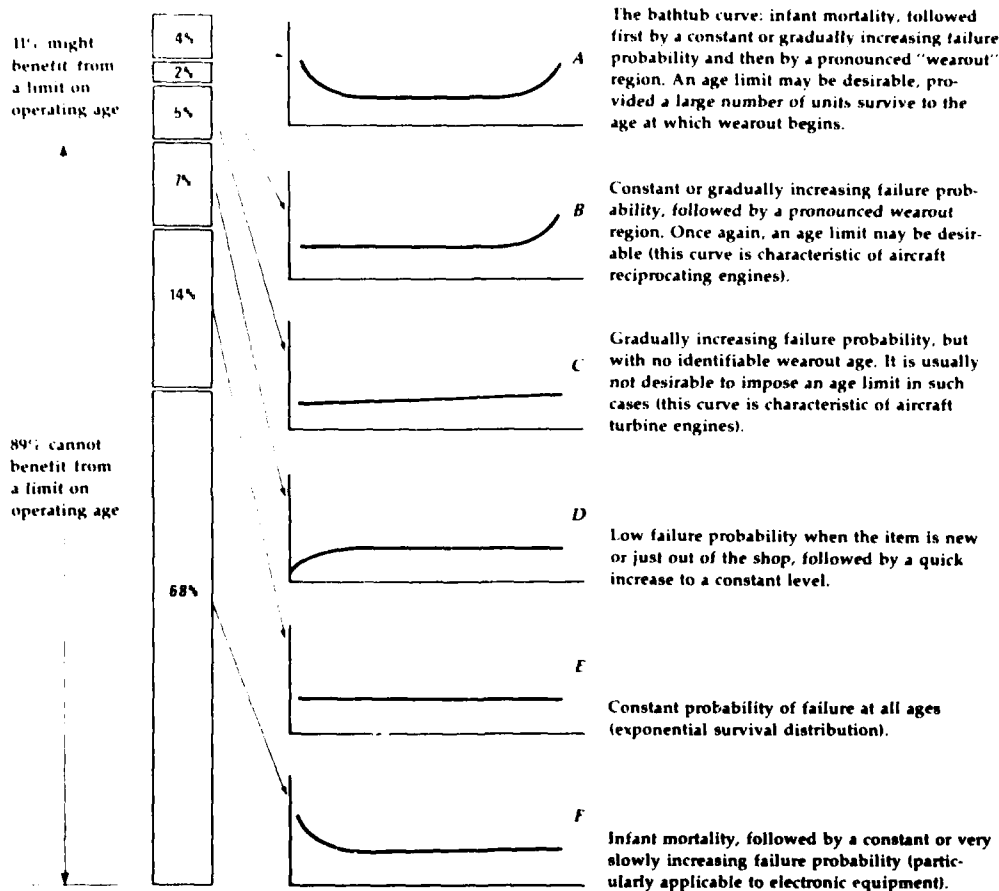 11% might
benefit from
a limit on
operating age
4%
2%
5%
7%
14%
89% cannot
benefit from
a limit on
operating age
68%
A
The bathtub curve: infant mortality, followed
first by a constant or gradually increasing failure
probability and then by a pronounced "wearout"
region. An age limit may be desirable, pro-
vided a large number of units survive to the
age at which wearout begins.
B
Constant or gradually increasing failure prob-
ability, followed by a pronounced wearout
region. Once again, an age limit may be desir-
able (this curve is characteristic of aircraft
reciprocating engines).
C
Gradually increasing failure probability, but
with no identifiable wearout age. It is usually
not desirable to impose an age limit in such
cases (this curve is characteristic of aircraft
turbine engines).
D
Low failure probability when the item is new
or just out of the shop, followed by a quick
increase to a constant level.
E
Constant probability of failure at all ages
(exponential survival distribution).
F
Infant mortality, followed by a constant or very
slowly increasing failure probability (partic-
ularly applicable to electronic equipment).